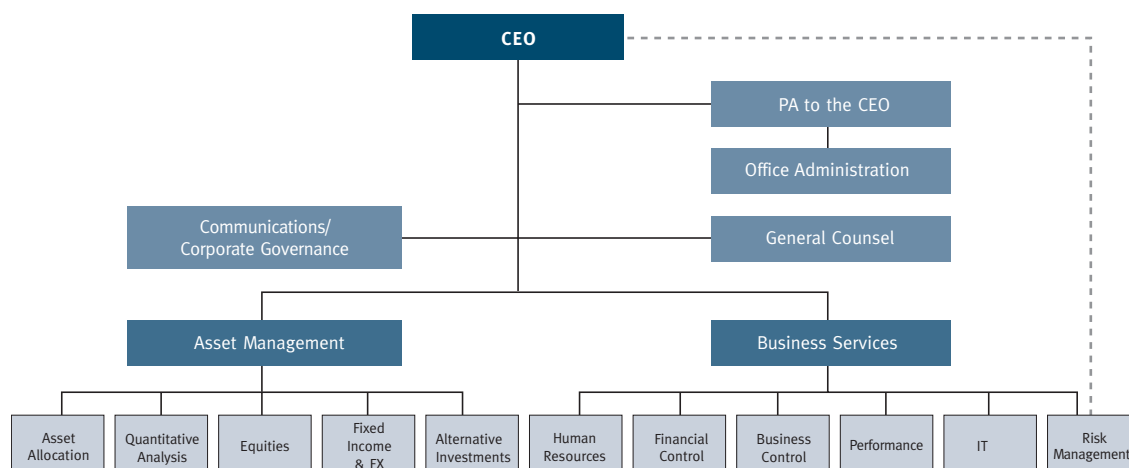 CEO
PA to the CEO
Office Administration
Communications/
Corporate Governance
General Counsel
Asset Management
Business Services
Asset
Allocation
Quantitative
Analysis
Equities
Fixed
Income
& FX
Alternative
Investments
Human
Resources
Financial
Control
Business
Control
Performance
IT
Risk
Management